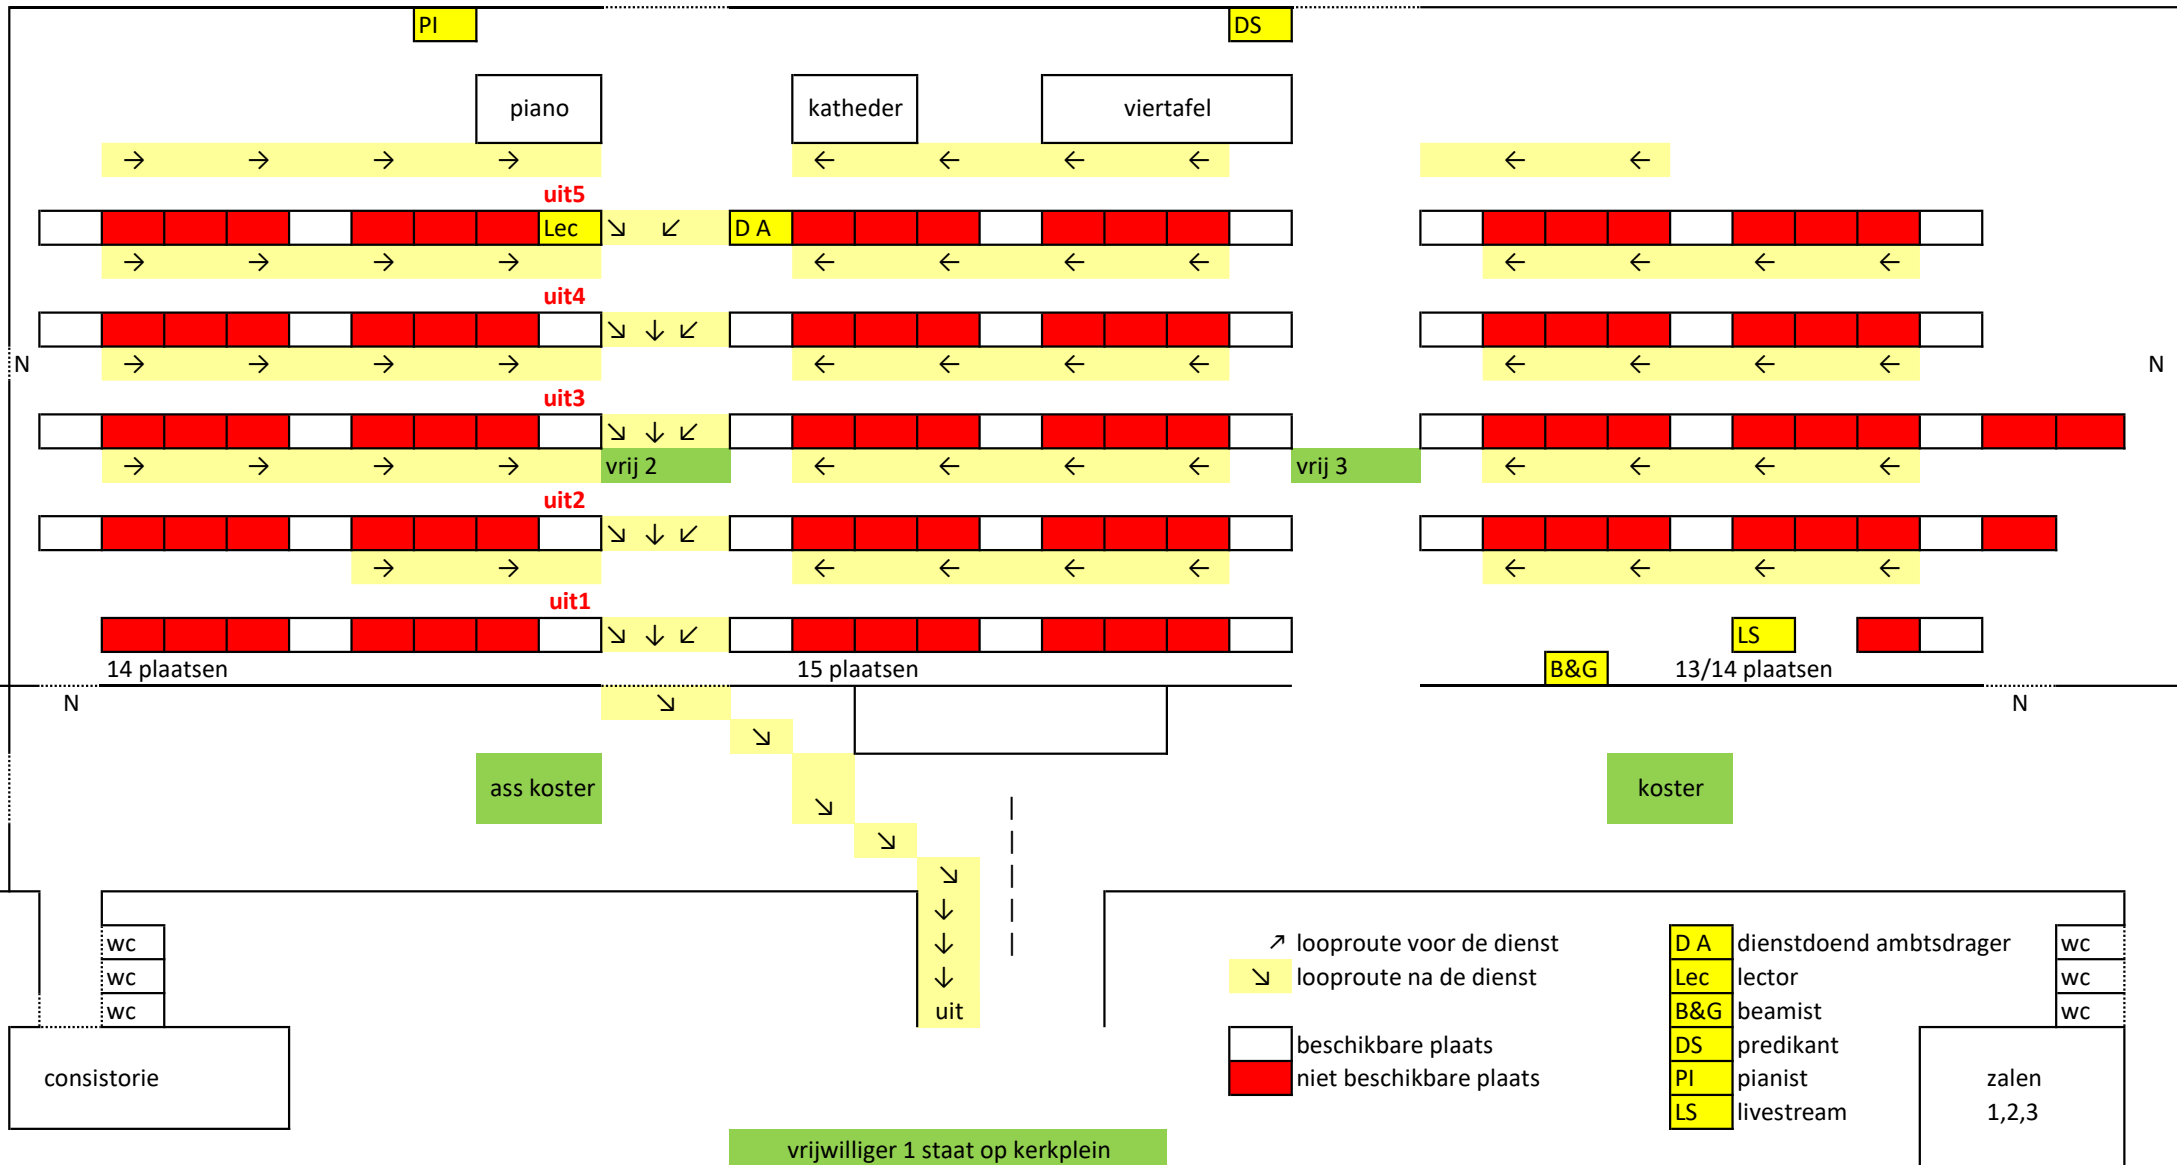 PI DS
piano katheder viertafel
→ → → → ← ← ← ← ← ←
uit5
Lec ↘ ↙ D A
→ → → → ← ← ← ← ← ← ← ←
uit4
↘ ↓ ↙
N → → → → ← ← ← ← ← ← ← ← N
uit3
↘ ↓ ↙
→ → → → vrij 2 ← ← ← ← vrij 3 ← ← ← ←
uit2
↘ ↓ ↙
→ → ← ← ← ← ← ← ← ←
uit1
↘ ↓ ↙ LS
14 plaatsen 15 plaatsen B&G 13/14 plaatsen
N ↘ N
↘
ass koster koster
↘
↘
↘
↓
wc ↓ ↗ looproute voor de dienst D A dienstdoend ambtsdrager wc
wc ↓ ↘ looproute na de dienst Lec lector wc
wc uit B&G beamist wc
beschikbare plaats DS predikant
consistorie niet beschikbare plaats PI pianist zalen
LS livestream 1,2,3
vrijwilliger 1 staat op kerkplein